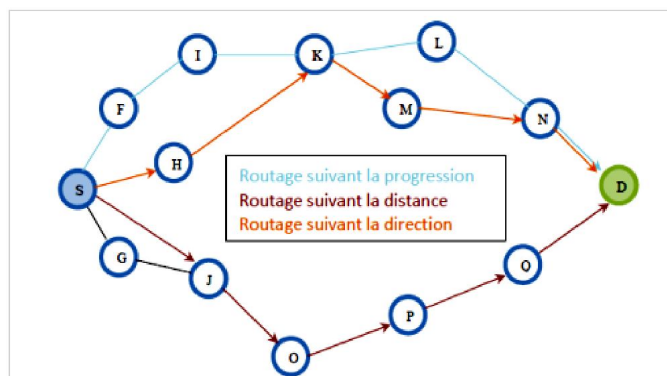 L
I
K
F
M
N
H
Routage suivant la progression
S
D
Routage suivant la distance
Routage suivant la direction
G
J
Q
P
O